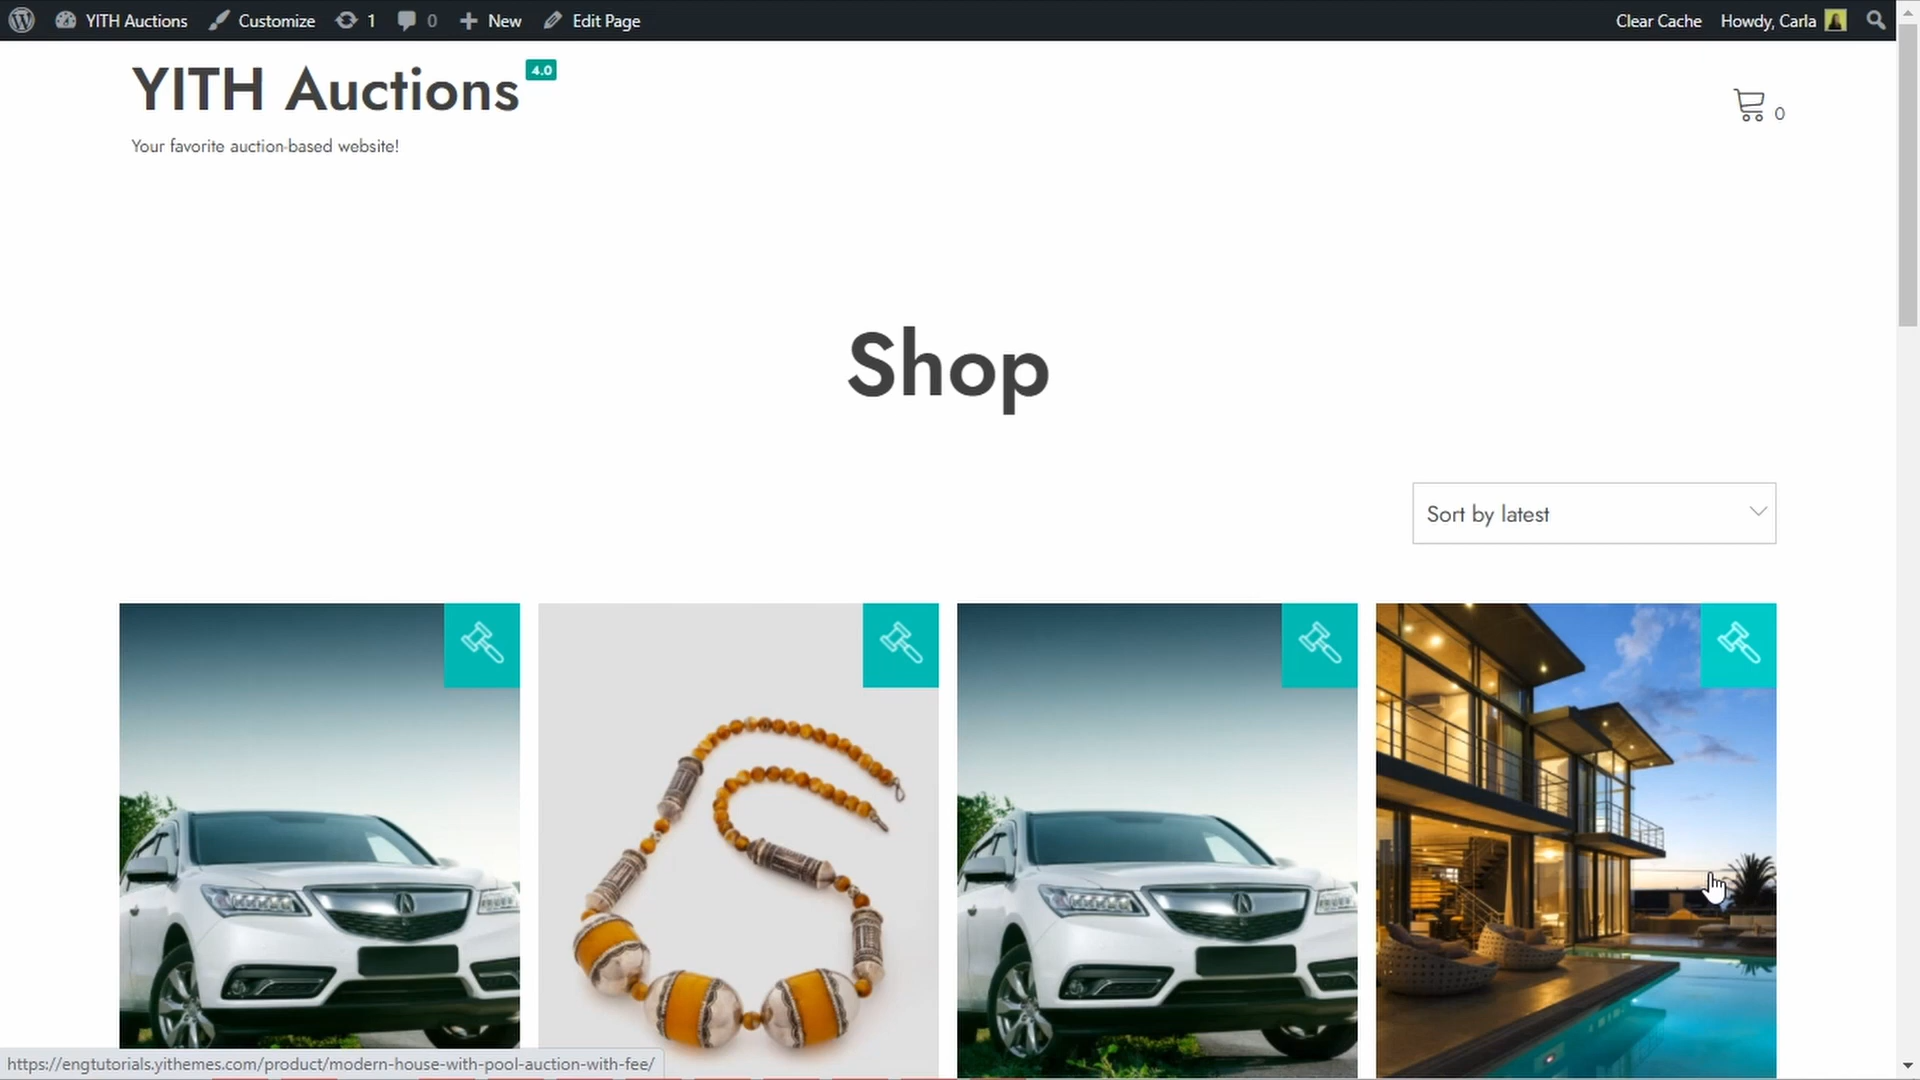 YITH Auctions Customize 1 0 New Edit Page Clear Cache Howdy, Carla
YITH Auctions 4.0
0
Your favorite auction-based website!
Shop
Sort by latest
https://engtutorials.yithemes.com/product/modern-house-with-pool-auction-with-fee/